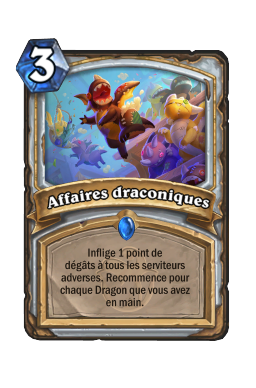 3
Affaires draconiques
Inflige 1 point de
dégâts à tous les serviteurs
adverses. Recommence pour
chaque Dragon que vous avez
en main.